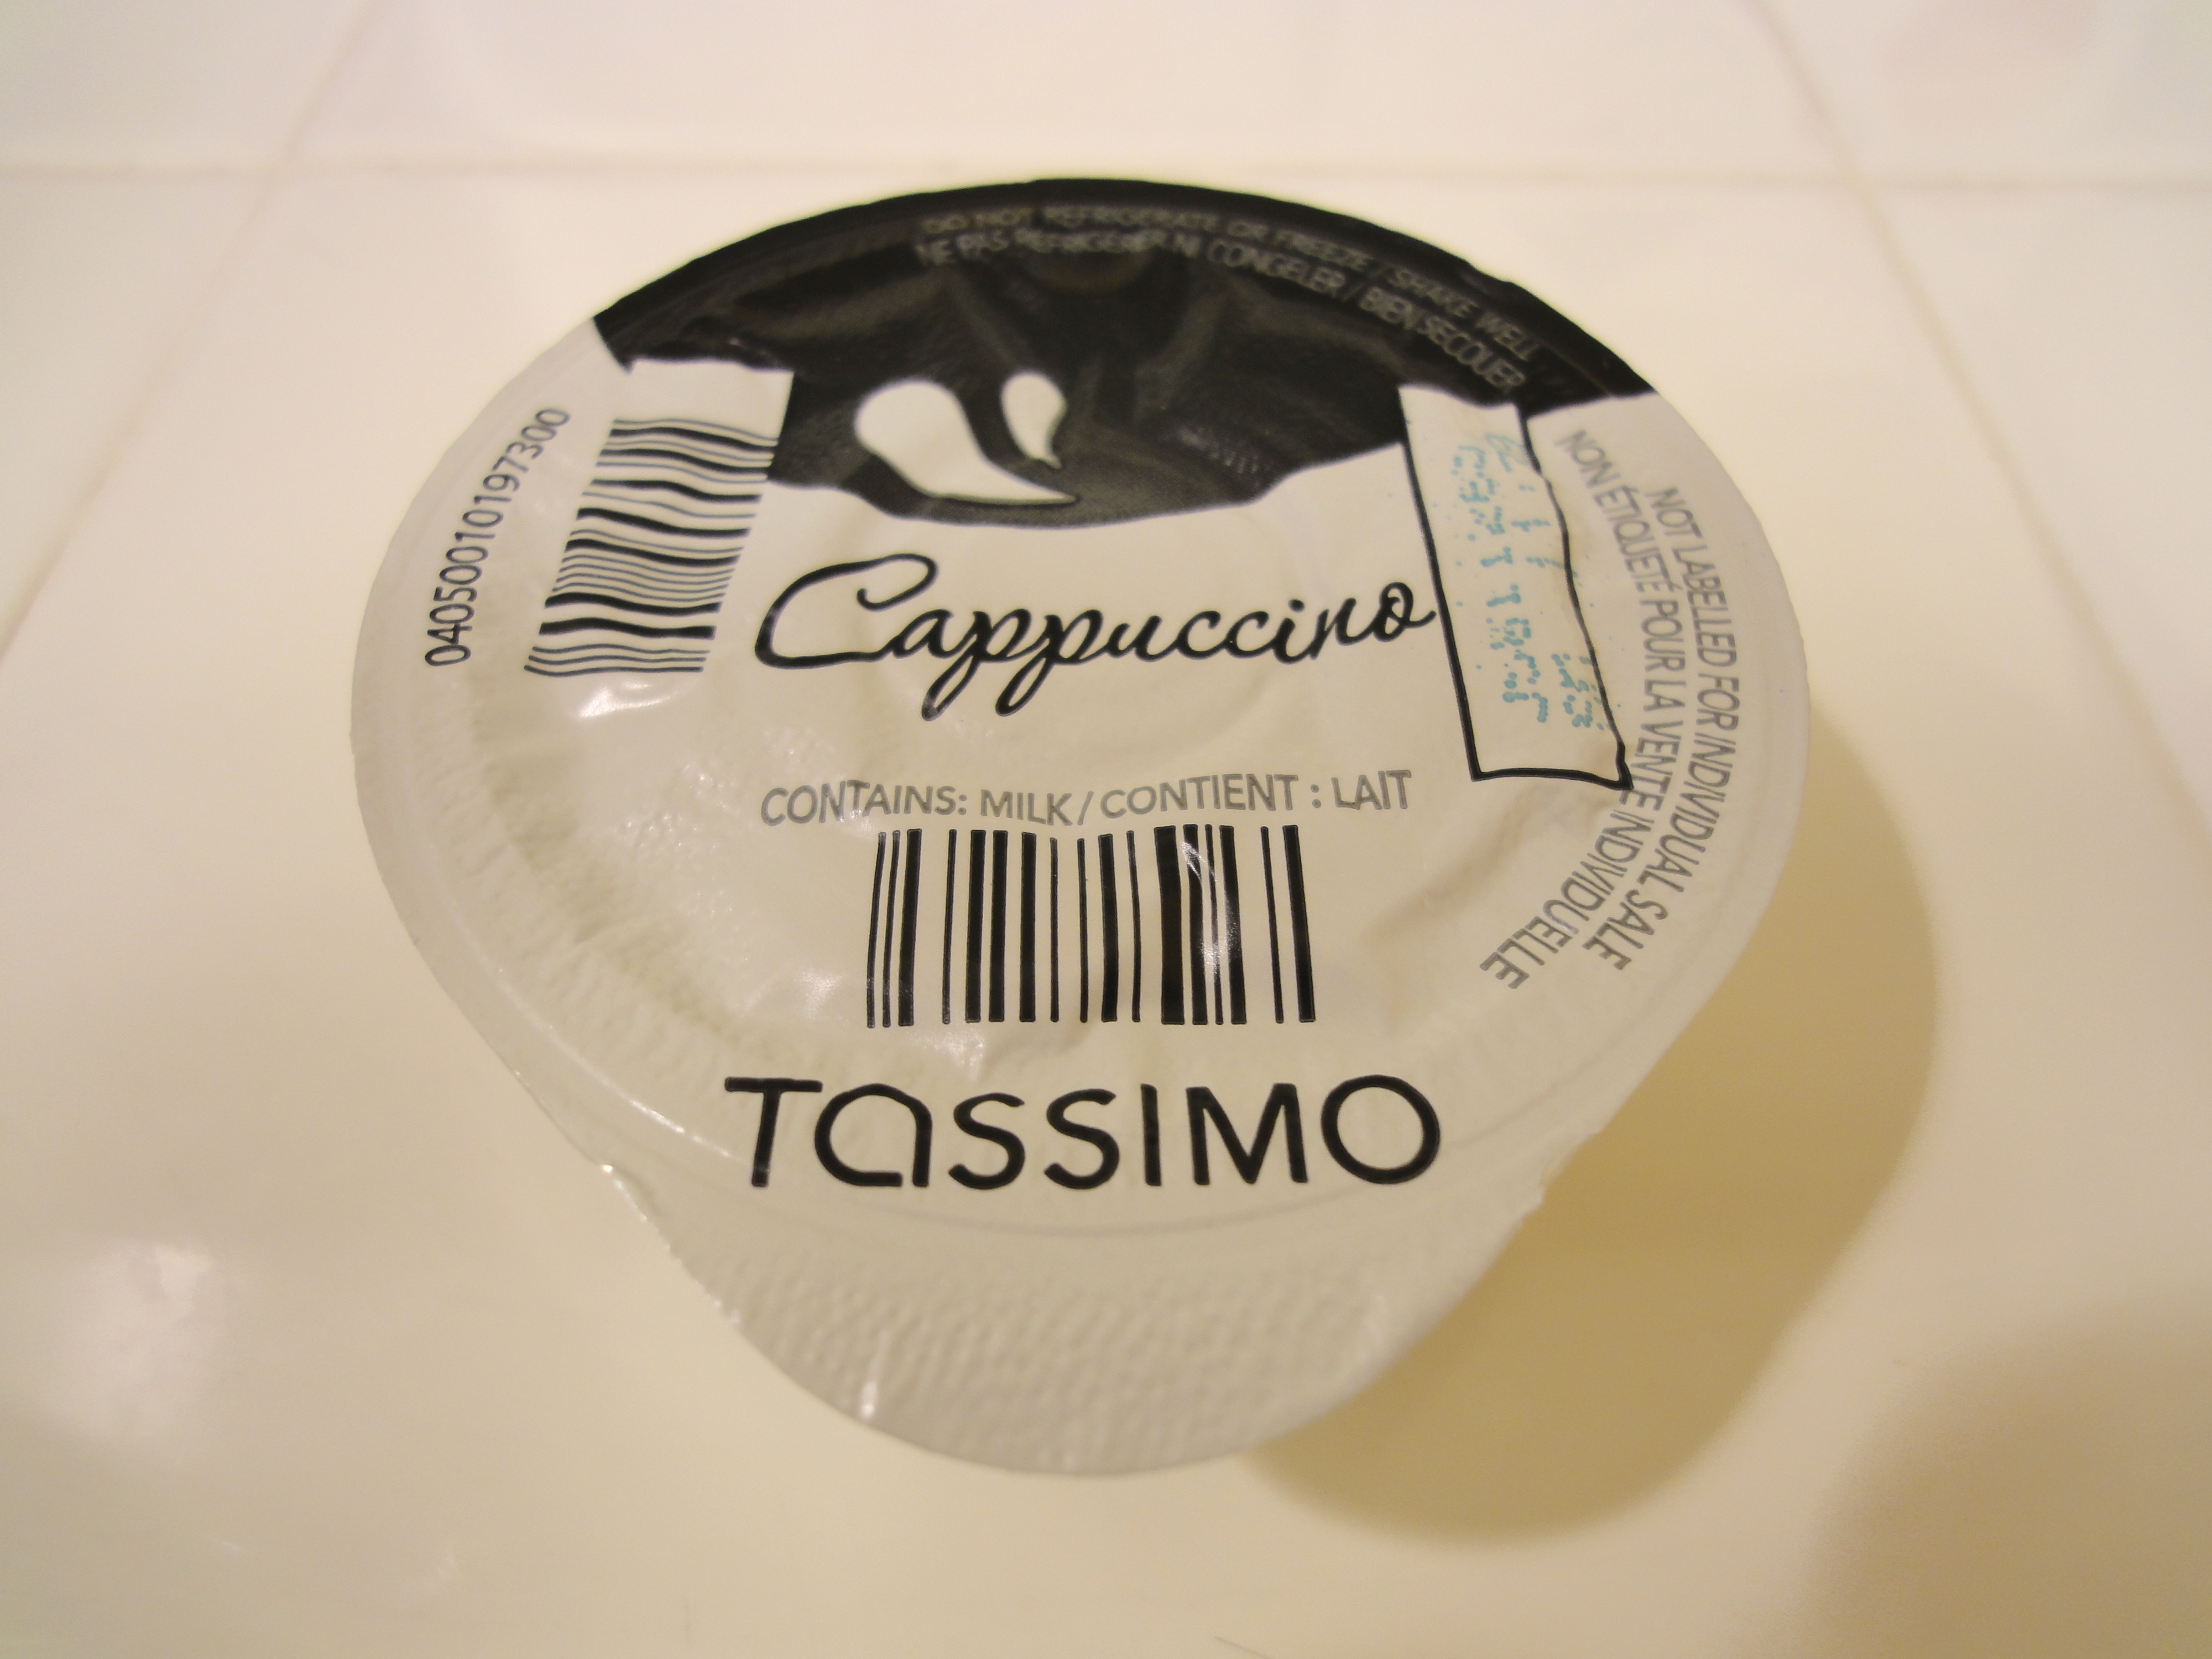 DO NOT REFRIGERATE OR FREEZE / SHAKE WELL
NE PAS RÉFRIGÉRER NI CONGELER / BIEN SECOUER
040500101197300
Cappuccino
NOT LABELLED FOR INDIVIDUAL SALE
NON ÉTIQUETÉ POUR LA VENTE INDIVIDUELLE
CONTAINS: MILK / CONTIENT : LAIT
TASSIMO